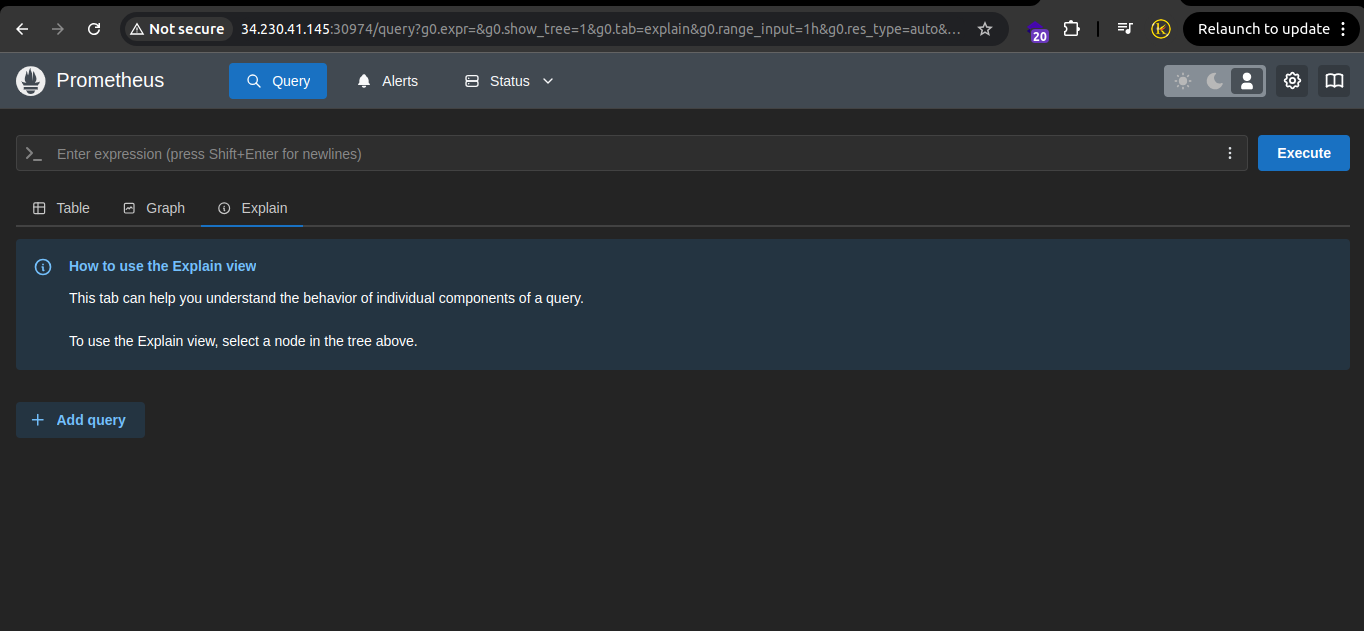 Not secure 34.230.41.145:30974/query?g0.expr=&g0.show_tree=1&g0.tab=explain&g0.range_input=1h&g0.res_type=auto&... 20 Relaunch to update
Prometheus Query Alerts Status
Enter expression (press Shift+Enter for newlines) Execute
Table Graph Explain
How to use the Explain view
This tab can help you understand the behavior of individual components of a query.
To use the Explain view, select a node in the tree above.
Add query